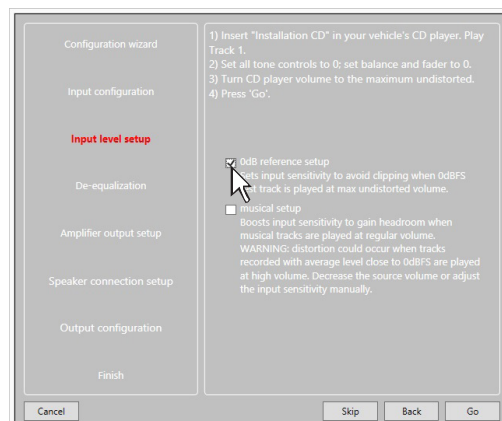 Configuration wizard
Input configuration
Input level setup
De-equalization
Amplifier output setup
Speaker connection setup
Output configuration
Finish
1) Insert "Installation CD" in your vehicle's CD player. Play
Track 1.
2) Set all tone controls to 0; set balance and fader to 0.
3) Turn CD player volume to the maximum undistorted.
4) Press 'Go'.
0dB reference setup
Sets input sensitivity to avoid clipping when 0dBFS
track is played at max undistorted volume.
musical setup
Boosts input sensitivity to gain headroom when
musical tracks are played at regular volume.
WARNING: distortion could occur when tracks
recorded with average level close to 0dBFS are played
at high volume. Decrease the source volume or adjust
the input sensitivity manually.
Cancel
Skip
Back
Go